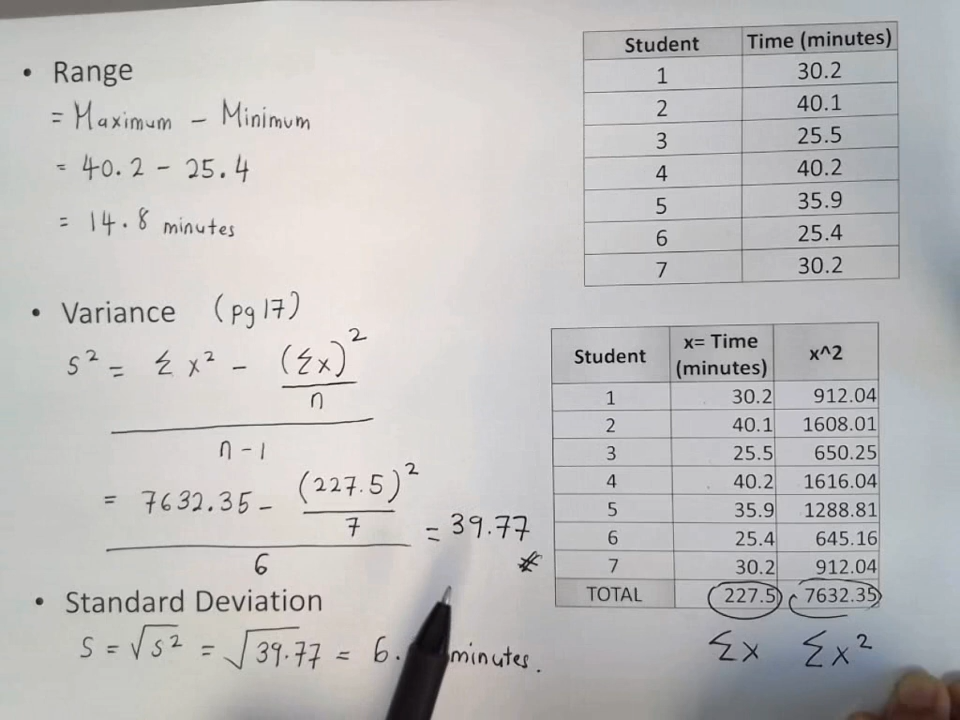 • Range
= Maximum - Minimum
= 40.2 - 25.4
= 14.8 minutes
• Variance (pg 17)
s² = Σx² - (Σx)²
n
n - 1
= 7632.35 - (227.5)²
7
6
= 39.77
• Standard Deviation
S = √s² = √39.77 = 6. minutes.
Student Time (minutes)
1 30.2
2 40.1
3 25.5
4 40.2
5 35.9
6 25.4
7 30.2
Student x= Time (minutes) x^2
1 30.2 912.04
2 40.1 1608.01
3 25.5 650.25
4 40.2 1616.04
5 35.9 1288.81
6 25.4 645.16
7 30.2 912.04
TOTAL 227.5 7632.35
Σx Σx²